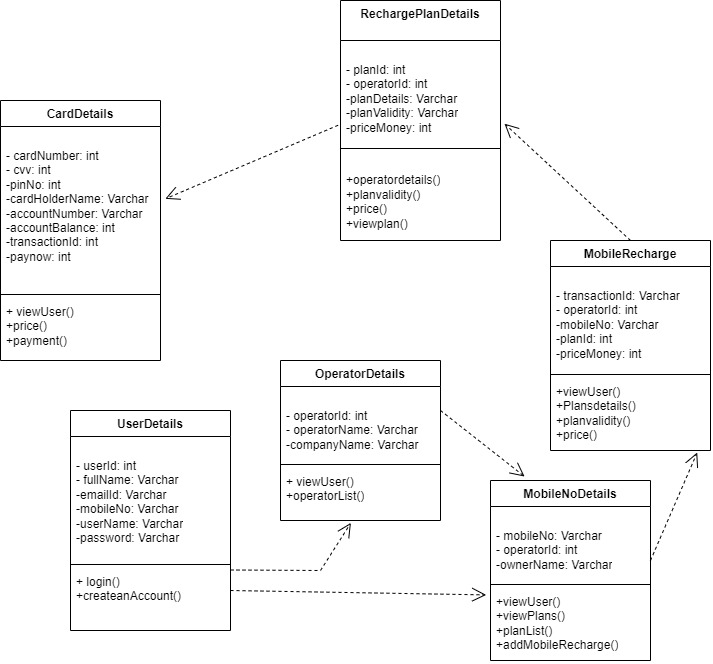 RechargePlanDetails
- planId: int
- operatorId: int
-planDetails: Varchar
-planValidity: Varchar
-priceMoney: int
+operatordetails()
+planvalidity()
+price()
+viewplan()
CardDetails
- cardNumber: int
- cvv: int
-pinNo: int
-cardHolderName: Varchar
-accountNumber: Varchar
-accountBalance: int
-transactionId: int
-paynow: int
+ viewUser()
+price()
+payment()
MobileRecharge
- transactionId: Varchar
- operatorId: int
-mobileNo: Varchar
-planId: int
-priceMoney: int
+viewUser()
+Plansdetails()
+planvalidity()
+price()
OperatorDetails
- operatorId: int
- operatorName: Varchar
-companyName: Varchar
+ viewUser()
+operatorList()
UserDetails
- userId: int
- fullName: Varchar
-emailId: Varchar
-mobileNo: Varchar
-userName: Varchar
-password: Varchar
+ login()
+createanAccount()
MobileNoDetails
- mobileNo: Varchar
- operatorId: int
-ownerName: Varchar
+viewUser()
+viewPlans()
+planList()
+addMobileRecharge()